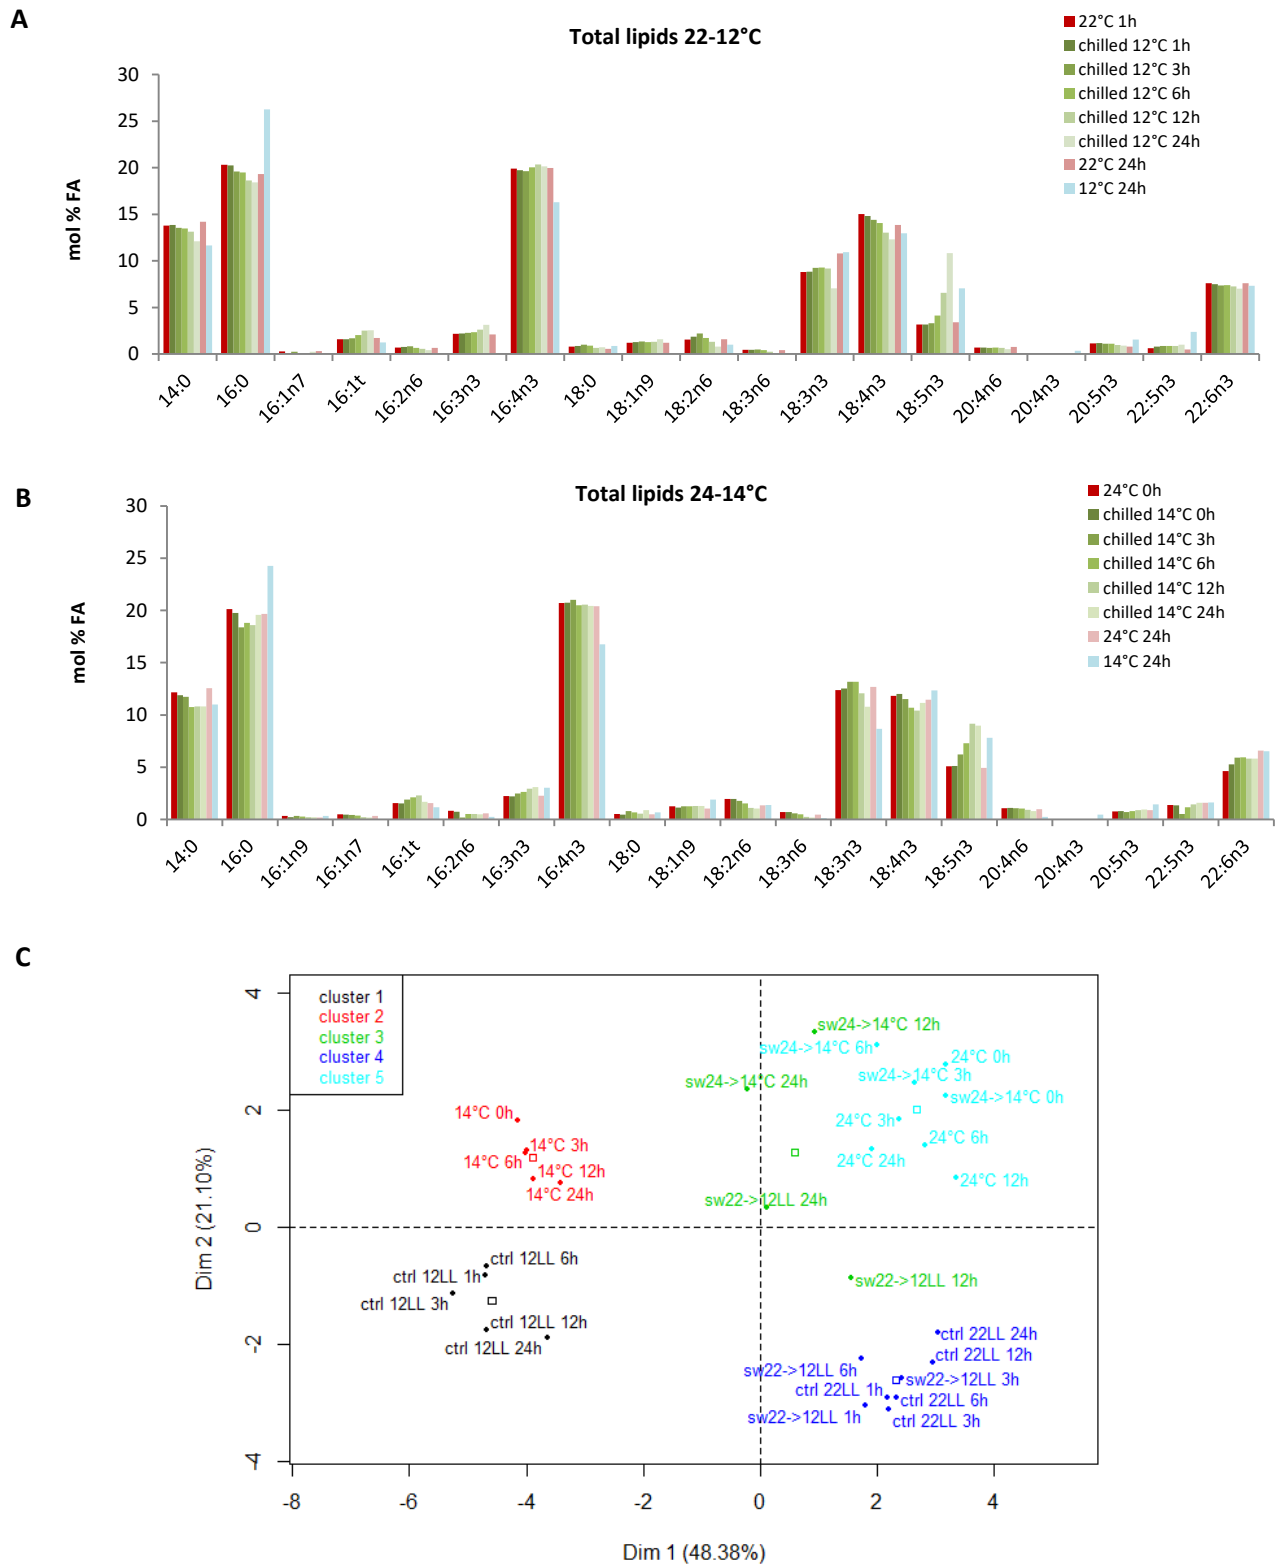 A
Total lipids 22-12°C
22°C 1h
chilled 12°C 1h
chilled 12°C 3h
chilled 12°C 6h
chilled 12°C 12h
chilled 12°C 24h
22°C 24h
12°C 24h
mol % FA
30
25
20
15
10
5
0
14:0 16:0 16:1n7 16:1t 16:2n6 16:3n3 16:4n3 18:0 18:1n9 18:2n6 18:3n6 18:3n3 18:4n3 18:5n3 20:4n6 20:4n3 20:5n3 22:5n3 22:6n3
B
Total lipids 24-14°C
24°C 0h
chilled 14°C 0h
chilled 14°C 3h
chilled 14°C 6h
chilled 14°C 12h
chilled 14°C 24h
24°C 24h
14°C 24h
mol % FA
30
25
20
15
10
5
0
14:0 16:0 16:1n9 16:1n7 16:1t 16:2n6 16:3n3 16:4n3 18:0 18:1n9 18:2n6 18:3n6 18:3n3 18:4n3 18:5n3 20:4n6 20:4n3 20:5n3 22:5n3 22:6n3
C
cluster 1
cluster 2
cluster 3
cluster 4
cluster 5
Dim 2 (21.10%)
4
2
0
-2
-4
sw24->14°C 12h
sw24->14°C 6h
24°C 0h
sw24->14°C 3h
sw24->14°C 24h
sw24->14°C 0h
14°C 0h
24°C 3h
24°C 6h
14°C 3h
14°C 6h
24°C 24h
14°C 12h
24°C 12h
14°C 24h
sw22->12LL 24h
ctrl 12LL 6h
ctrl 12LL 1h
sw22->12LL 12h
ctrl 12LL 3h
ctrl 12LL 12h
ctrl 22LL 24h
ctrl 12LL 24h
ctrl 22LL 12h
sw22->12LL 6h
sw22->12LL 3h
ctrl 22LL 1h
ctrl 22LL 6h
sw22->12LL 1h
ctrl 22LL 3h
-8 -6 -4 -2 0 2 4
Dim 1 (48.38%)